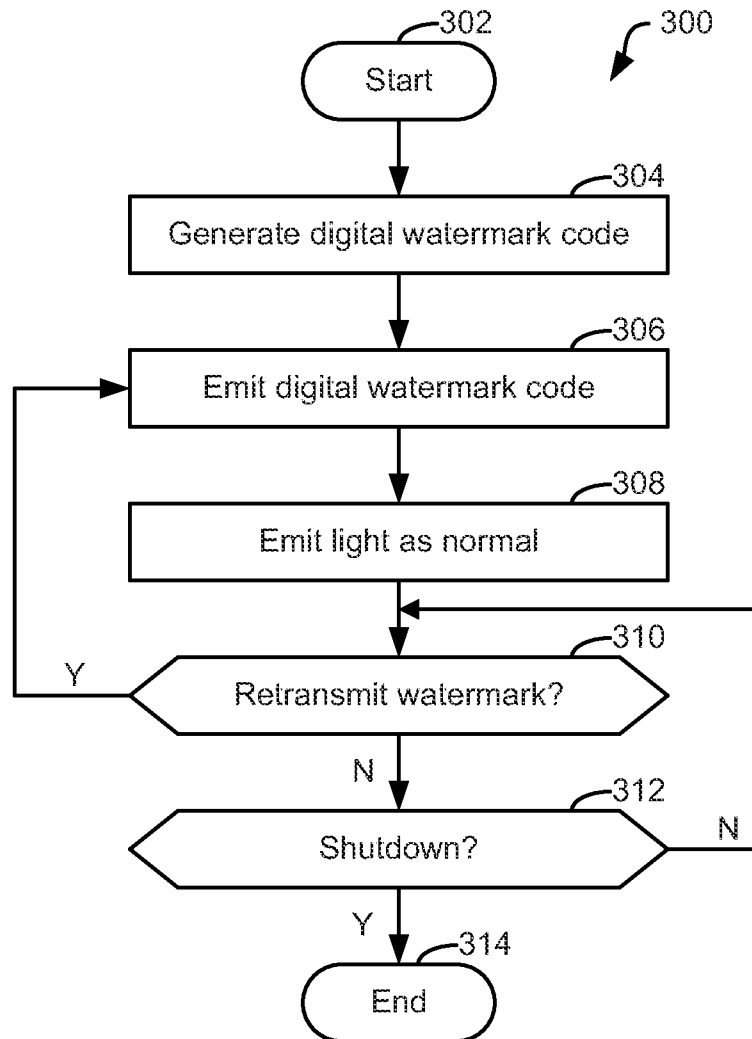 302
300
Start
304
Generate digital watermark code
306
Emit digital watermark code
308
Emit light as normal
310
Y
Retransmit watermark?
N
312
Shutdown?
N
Y
314
End